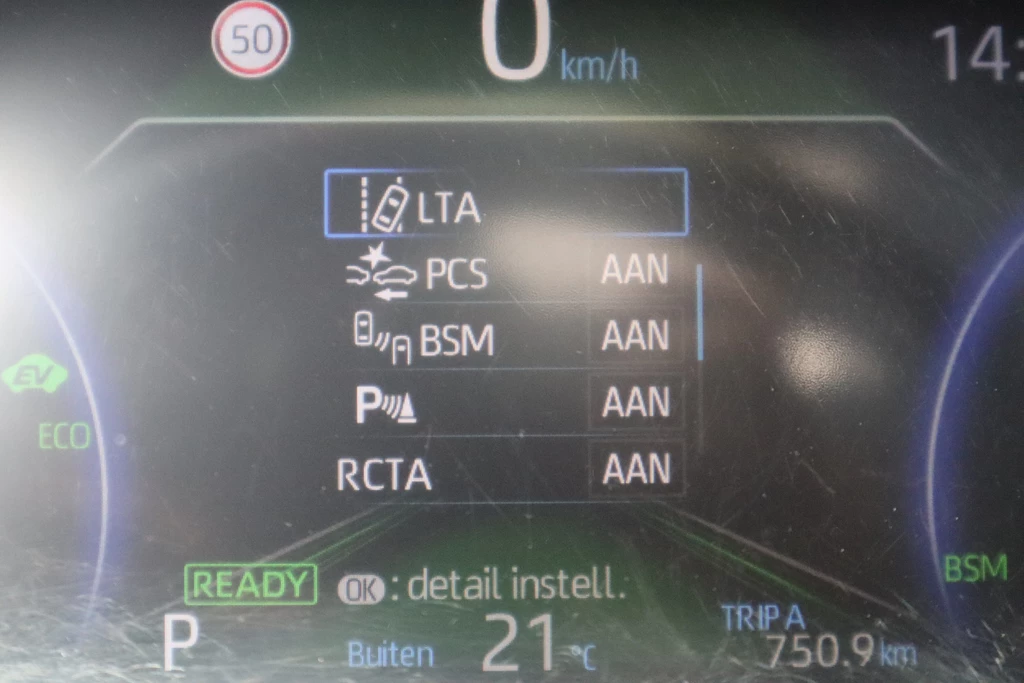 50 0 km/h 14:
LTA
PCS AAN
BSM AAN
P AAN
RCTA AAN
EV
ECO
BSM
READY OK : detail instell.
P Buiten 21 °C TRIP A
750.9 km